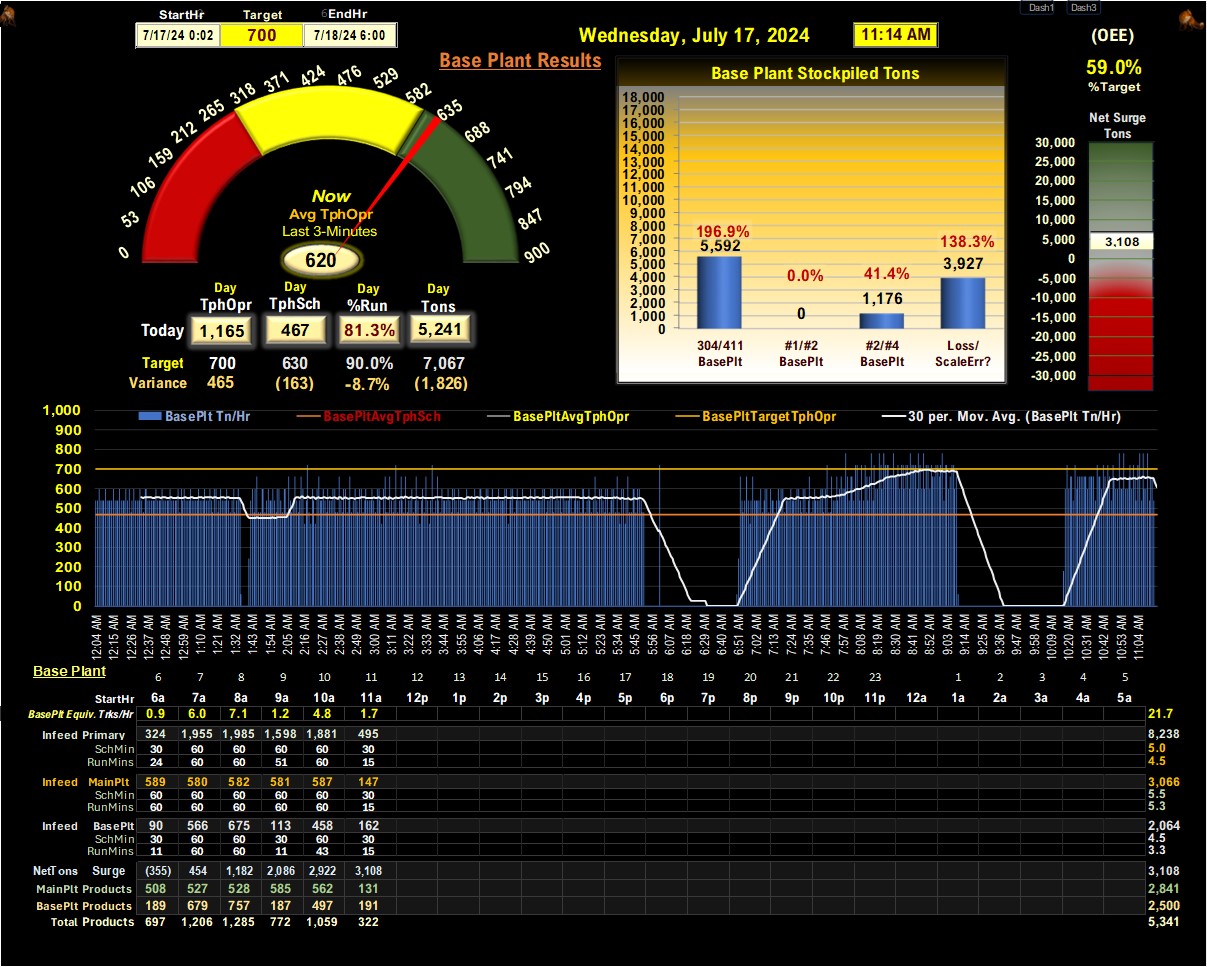 Dash1 Dash3
StartHr Target 6EndHr
7/17/24 0:02 700 7/18/24 6:00
Wednesday, July 17, 2024 11:14 AM (OEE)
59.0%
%Target
Base Plant Results
0 53 106 159 212 265 318 371 424 476 529 582 635 688 741 794 847 900
Now
Avg TphOpr
Last 3-Minutes
620
Day Day Day Day
TphOpr TphSch %Run Tons
Today 1,165 467 81.3% 5,241
Target 700 630 90.0% 7,067
Variance 465 (163) -8.7% (1,826)
Base Plant Stockpiled Tons
18,000
17,000
16,000
15,000
14,000
13,000
12,000
11,000
10,000
9,000
8,000
7,000
6,000
5,000
4,000
3,000
2,000
1,000
0
196.9% 0.0% 41.4% 138.3%
5,592 0 1,176 3,927
304/411 #1/#2 #2/#4 Loss/
BasePlt BasePlt BasePlt ScaleErr?
Net Surge
Tons
30,000
25,000
20,000
15,000
10,000
5,000
0
-5,000
-10,000
-15,000
-20,000
-25,000
-30,000
3,108
BasePlt Tn/Hr BasePltAvgTphSch BasePltAvgTphOpr BasePltTargetTphOpr 30 per. Mov. Avg. (BasePlt Tn/Hr)
1,000
900
800
700
600
500
400
300
200
100
0
12:04 AM 12:15 AM 12:26 AM 12:37 AM 12:48 AM 12:59 AM 1:10 AM 1:21 AM 1:32 AM 1:43 AM 1:54 AM 2:05 AM 2:16 AM 2:27 AM 2:38 AM 2:49 AM 3:00 AM 3:11 AM 3:22 AM 3:33 AM 3:44 AM 3:55 AM 4:06 AM 4:17 AM 4:28 AM 4:39 AM 4:50 AM 5:01 AM 5:12 AM 5:23 AM 5:34 AM 5:45 AM 5:56 AM 6:07 AM 6:18 AM 6:29 AM 6:40 AM 6:51 AM 7:02 AM 7:13 AM 7:24 AM 7:35 AM 7:46 AM 7:57 AM 8:08 AM 8:19 AM 8:30 AM 8:41 AM 8:52 AM 9:03 AM 9:14 AM 9:25 AM 9:36 AM 9:47 AM 9:58 AM 10:09 AM 10:20 AM 10:31 AM 10:42 AM 10:53 AM 11:04 AM
Base Plant 6 7 8 9 10 11 12 13 14 15 16 17 18 19 20 21 22 23 1 2 3 4 5
StartHr 6a 7a 8a 9a 10a 11a 12p 1p 2p 3p 4p 5p 6p 7p 8p 9p 10p 11p 12a 1a 2a 3a 4a 5a
BasePlt Equiv. Trks/Hr 0.9 6.0 7.1 1.2 4.8 1.7 21.7
Infeed Primary 324 1,955 1,985 1,598 1,881 495 8,238
SchMin 30 60 60 60 60 30 5.0
RunMins 24 60 60 51 60 15 4.5
Infeed MainPlt 589 580 582 581 587 147 3,066
SchMin 60 60 60 60 60 30 5.5
RunMins 60 60 60 60 60 15 5.3
Infeed BasePlt 90 566 675 113 458 162 2,064
SchMin 30 60 60 30 60 30 4.5
RunMins 11 60 60 11 43 15 3.3
NetTons Surge (355) 454 1,182 2,086 2,922 3,108 3,108
MainPlt Products 508 527 528 585 562 131 2,841
BasePlt Products 189 679 757 187 497 191 2,500
Total Products 697 1,206 1,285 772 1,059 322 5,341